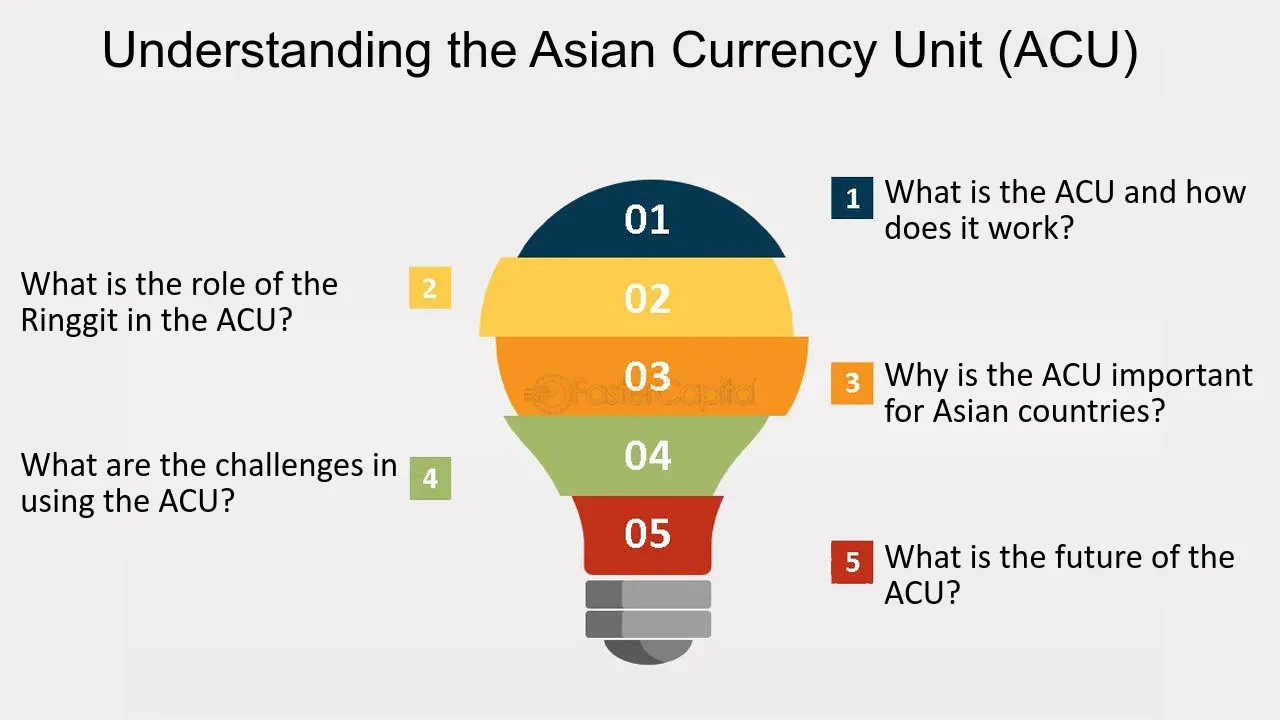 Understanding the Asian Currency Unit (ACU)
01
02
03
04
05
FasterCapital
1
What is the ACU and how
does it work?
2
What is the role of the
Ringgit in the ACU?
3
Why is the ACU important
for Asian countries?
4
What are the challenges in
using the ACU?
5
What is the future of the
ACU?